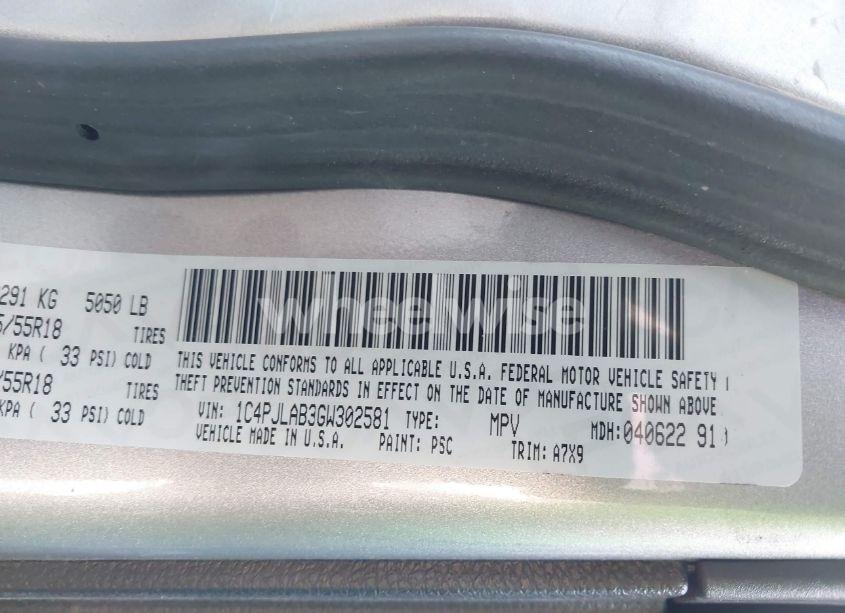 291 KG 5050 LB
/55R18 TIRES
KPA ( 33 PSI) COLD
/55R18 TIRES
KPA ( 33 PSI) COLD
wheelwise
THIS VEHICLE CONFORMS TO ALL APPLICABLE U.S.A. FEDERAL MOTOR VEHICLE SAFETY
THEFT PREVENTION STANDARDS IN EFFECT ON THE DATE OF MANUFACTURE SHOWN ABOVE
VIN: 1C4PJLAB3GW302581 TYPE: MPV MDH:040622 91
VEHICLE MADE IN U.S.A. PAINT: PSC TRIM: A7X9